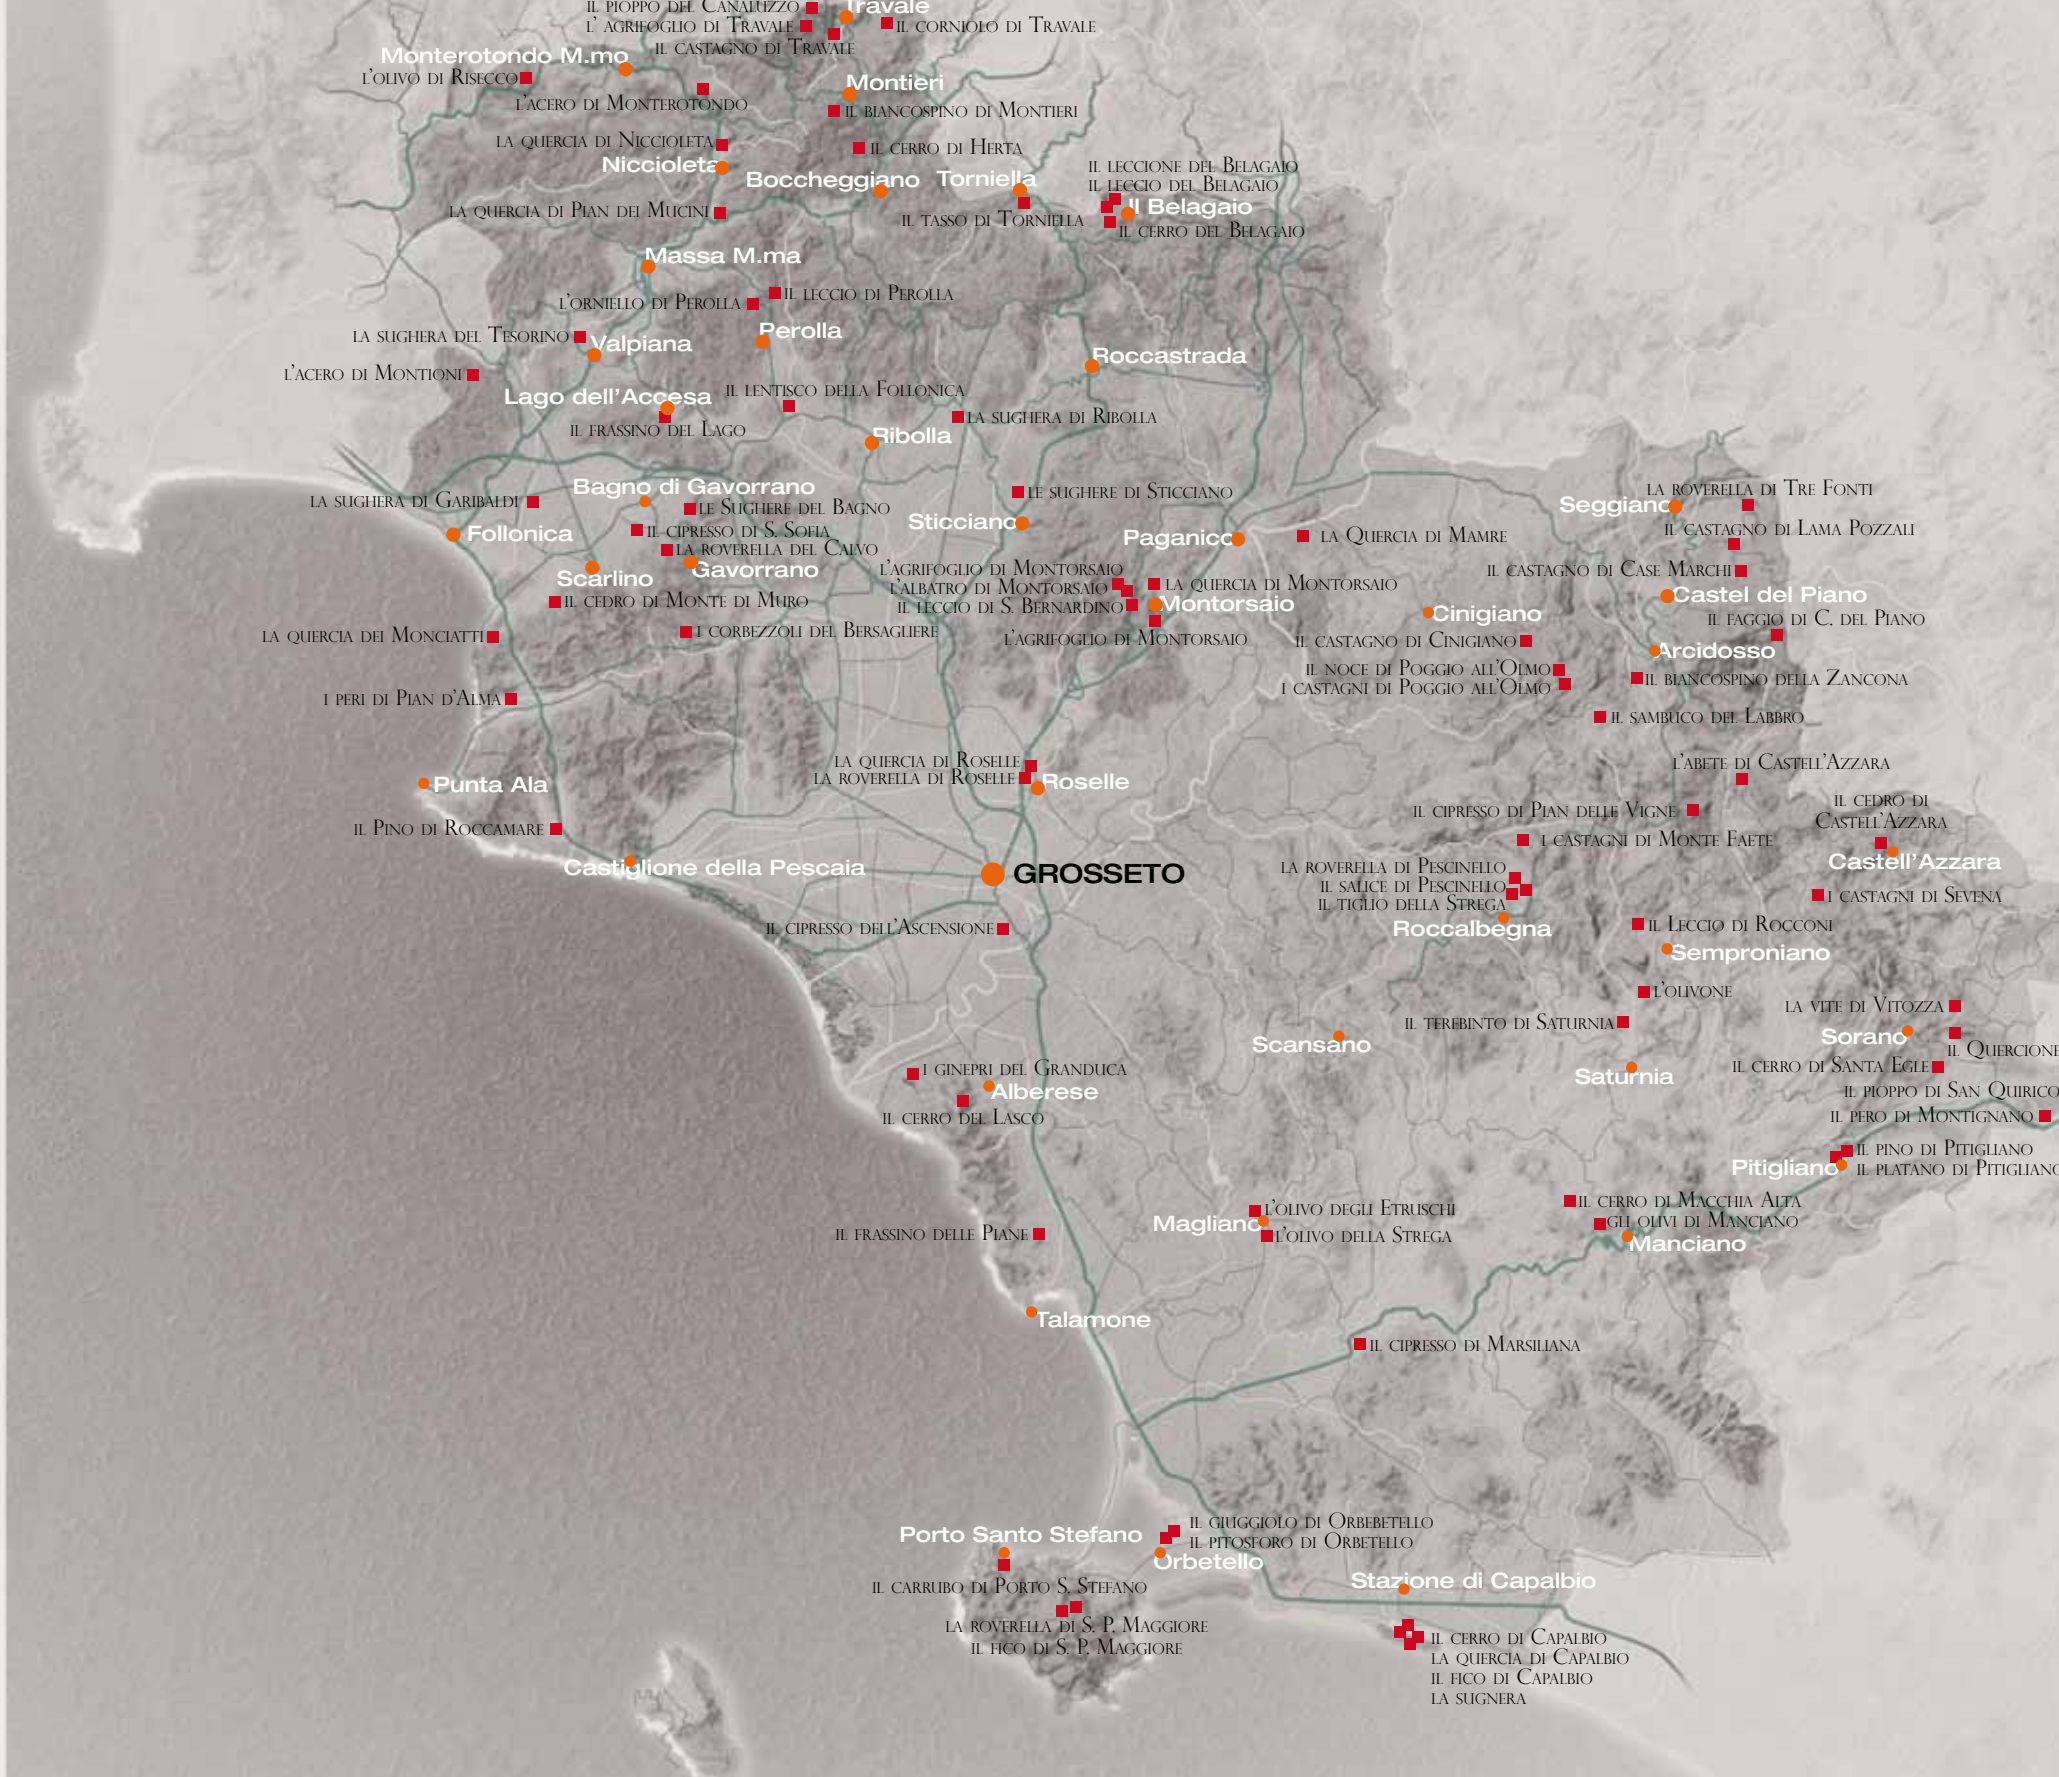 IL PIOPPO DEL CANALUZZO
Travale
L' AGRIFOGLIO DI TRAVALE
IL CORNIOLO DI TRAVALE
IL CASTAGNO DI TRAVALE
Monterotondo M.mo
L'OLIVO DI RISECCO
Montieri
L'ACERO DI MONTEROTONDO
IL BIANCOSPINO DI MONTIERI
LA QUERCIA DI NICCIOLETA
IL CERRO DI HERTA
Niccioleta
IL LECCIONE DEL BELAGAIO
Boccheggiano
Torniella
IL LECCIO DEL BELAGAIO
LA QUERCIA DI PIAN DEI MUCINI
Il Belagaio
IL TASSO DI TORNIELLA
IL CERRO DEL BELAGAIO
Massa M.ma
IL LECCIO DI PEROLLA
L'ORNIELLO DI PEROLLA
LA SUGHERA DEL TESORINO
Perolla
Valpiana
Roccastrada
L'ACERO DI MONTIONI
Lago dell'Accesa
IL LENTISCO DELLA FOLLONICA
LA SUGHERA DI RIBOLLA
IL FRASSINO DEL LAGO
Ribolla
Bagno di Gavorrano
LE SUGHERE DI STICCIANO
LA ROVERELLA DI TRE FONTI
LA SUGHERA DI GARIBALDI
LE SUGHERE DEL BAGNO
Seggiano
Sticciano
Follonica
IL CIPRESSO DI S. SOFIA
Paganico
LA QUERCIA DI MAMRE
IL CASTAGNO DI LAMA POZZALI
LA ROVERELLA DEL CALVO
Gavorrano
L'AGRIFOGLIO DI MONTORSAIO
IL CASTAGNO DI CASE MARCHI
Scarlino
L'ALBATRO DI MONTORSAIO
LA QUERCIA DI MONTORSAIO
Castel del Piano
IL CEDRO DI MONTE DI MURO
IL LECCIO DI S. BERNARDINO
Montorsaio
Cinigiano
IL FAGGIO DI C. DEL PIANO
LA QUERCIA DEI MONCIATTI
I CORBEZZOLI DEL BERSAGLIERE
L'AGRIFOGLIO DI MONTORSAIO
IL CASTAGNO DI CINIGIANO
Arcidosso
IL NOCE DI POGGIO ALL'OLMO
IL BIANCOSPINO DELLA ZANCONA
I CASTAGNI DI POGGIO ALL'OLMO
I PERI DI PIAN D'ALMA
IL SAMBUCO DEL LABBRO
LA QUERCIA DI ROSELLE
L'ABETE DI CASTELL'AZZARA
LA ROVERELLA DI ROSELLE
Roselle
Punta Ala
IL CEDRO DI
CASTELL'AZZARA
IL CIPRESSO DI PIAN DELLE VIGNE
IL PINO DI ROCCAMARE
I CASTAGNI DI MONTE FAETE
Castiglione della Pescaia
GROSSETO
LA ROVERELLA DI PESCINELLO
Castell'Azzara
IL SALICE DI PESCINELLO
IL TIGLIO DELLA STREGA
I CASTAGNI DI SEVENA
IL CIPRESSO DELL'ASCENSIONE
Roccalbegna
IL LECCIO DI ROCCONI
Semproniano
L'OLIVONE
LA VITE DI VITOZZA
IL TEREBINTO DI SATURNIA
Sorano
Scansano
IL QUERCIONE
I GINEPRI DEL GRANDUCA
Saturnia
IL CERRO DI SANTA EGLE
Alberese
IL PIOPPO DI SAN QUIRICO
IL CERRO DEL LASCO
IL PERO DI MONTIGNANO
IL PINO DI PITIGLIANO
Pitigliano
IL PLATANO DI PITIGLIANO
IL CERRO DI MACCHIA ALTA
L'OLIVO DEGLI ETRUSCHI
Magliano
GLI OLIVI DI MANCIANO
IL FRASSINO DELLE PIANE
L'OLIVO DELLA STREGA
Manciano
Talamone
IL CIPRESSO DI MARSILIANA
IL GIUGGIOLO DI ORBEBETELLO
Porto Santo Stefano
IL PITOSFORO DI ORBETELLO
Orbetello
Stazione di Capalbio
IL CARRUBO DI PORTO S. STEFANO
LA ROVERELLA DI S. P. MAGGIORE
IL FICO DI S. P. MAGGIORE
IL CERRO DI CAPALBIO
LA QUERCIA DI CAPALBIO
IL FICO DI CAPALBIO
LA SUGNERA